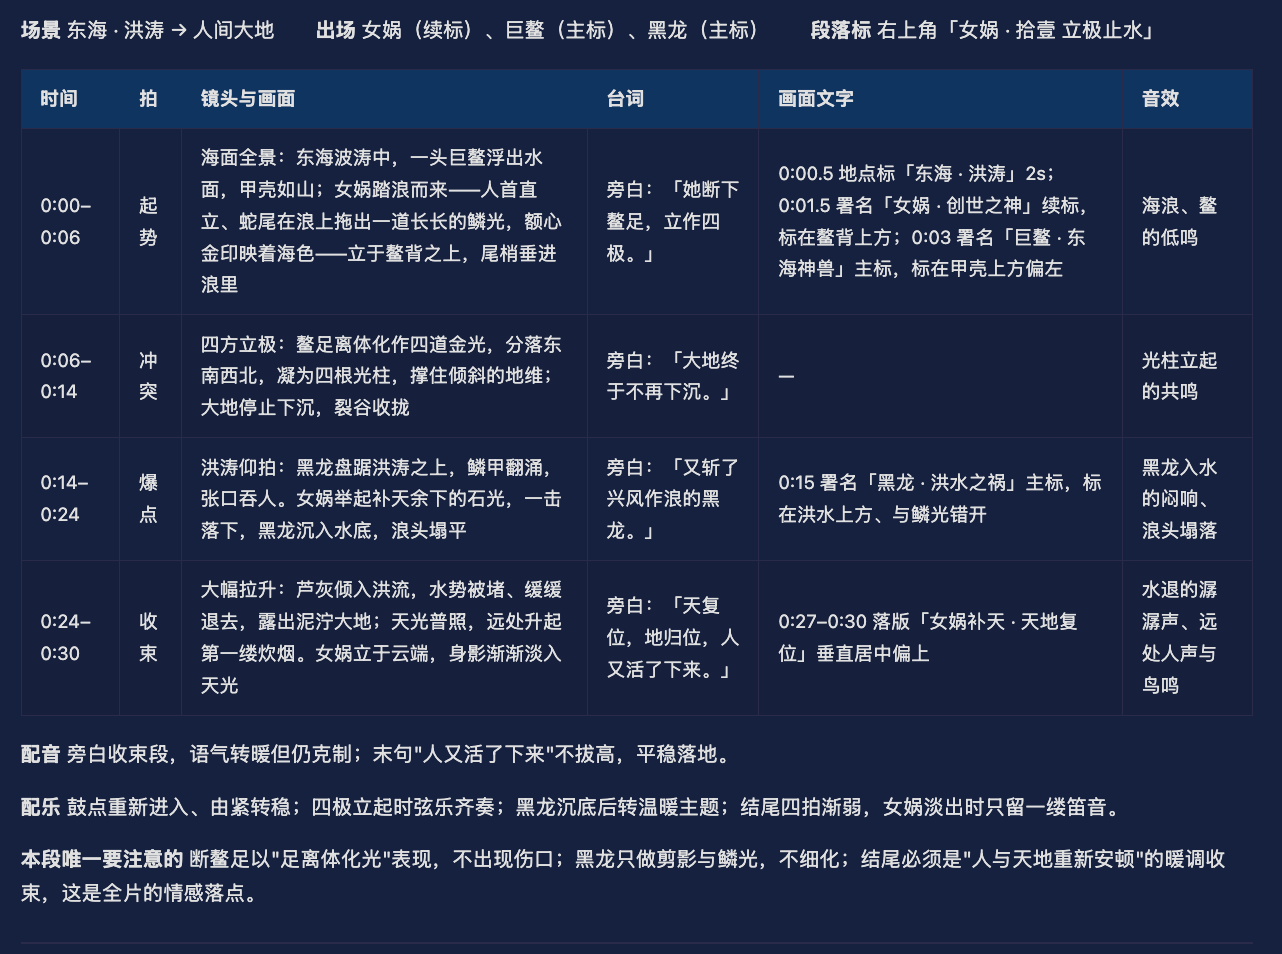 场景 东海 · 洪涛 → 人间大地 出场 女娲（续标）、巨鳌（主标）、黑龙（主标） 段落标 右上角「女娲 · 拾壹 立极止水」
时间 拍 镜头与画面 台词 画面文字 音效
0:00–
0:06
起
势
海面全景：东海波涛中，一头巨鳌浮出水
面，甲壳如山；女娲踏浪而来——人首直
立、蛇尾在浪上拖出一道长长的鳞光，额心
金印映着海色——立于鳌背之上，尾梢垂进
浪里
旁白：「她断下
鳌足，立作四
极。」
0:00.5 地点标「东海 · 洪涛」2s；
0:01.5 署名「女娲 · 创世之神」续标，
标在鳌背上方；0:03 署名「巨鳌 · 东
海神兽」主标，标在甲壳上方偏左
海浪、鳌
的低鸣
0:06–
0:14
冲
突
四方立极：鳌足离体化作四道金光，分落东
南西北，凝为四根光柱，撑住倾斜的地维；
大地停止下沉，裂谷收拢
旁白：「大地终
于不再下沉。」
—
光柱立起
的共鸣
0:14–
0:24
爆
点
洪涛仰拍：黑龙盘踞洪涛之上，鳞甲翻涌，
张口吞人。女娲举起补天余下的石光，一击
落下，黑龙沉入水底，浪头塌平
旁白：「又斩了
兴风作浪的黑
龙。」
0:15 署名「黑龙 · 洪水之祸」主标，标
在洪水上方、与鳞光错开
黑龙入水
的闷响、
浪头塌落
0:24–
0:30
收
束
大幅拉升：芦灰倾入洪流，水势被堵、缓缓
退去，露出泥泞大地；天光普照，远处升起
第一缕炊烟。女娲立于云端，身影渐渐淡入
天光
旁白：「天复
位，地归位，人
又活了下来。」
0:27–0:30 落版「女娲补天 · 天地复
位」垂直居中偏上
水退的潺
潺声、远
处人声与
鸟鸣
配音 旁白收束段，语气转暖但仍克制；末句"人又活了下来"不拔高，平稳落地。
配乐 鼓点重新进入、由紧转稳；四极立起时弦乐齐奏；黑龙沉底后转温暖主题；结尾四拍渐弱，女娲淡出时只留一缕笛音。
本段唯一要注意的 断鳌足以"足离体化光"表现，不出现伤口；黑龙只做剪影与鳞光，不细化；结尾必须是"人与天地重新安顿"的暖调收
束，这是全片的情感落点。